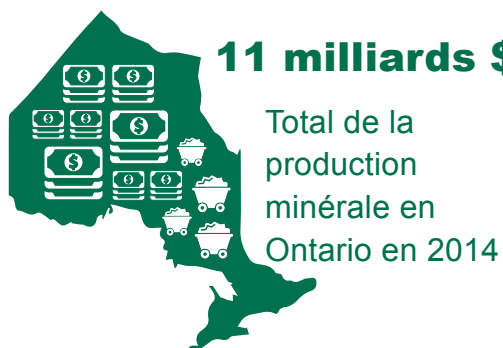 11 milliards $
Total de la
production
minérale en
Ontario en 2014
$ $
$ $ $
$ $ $